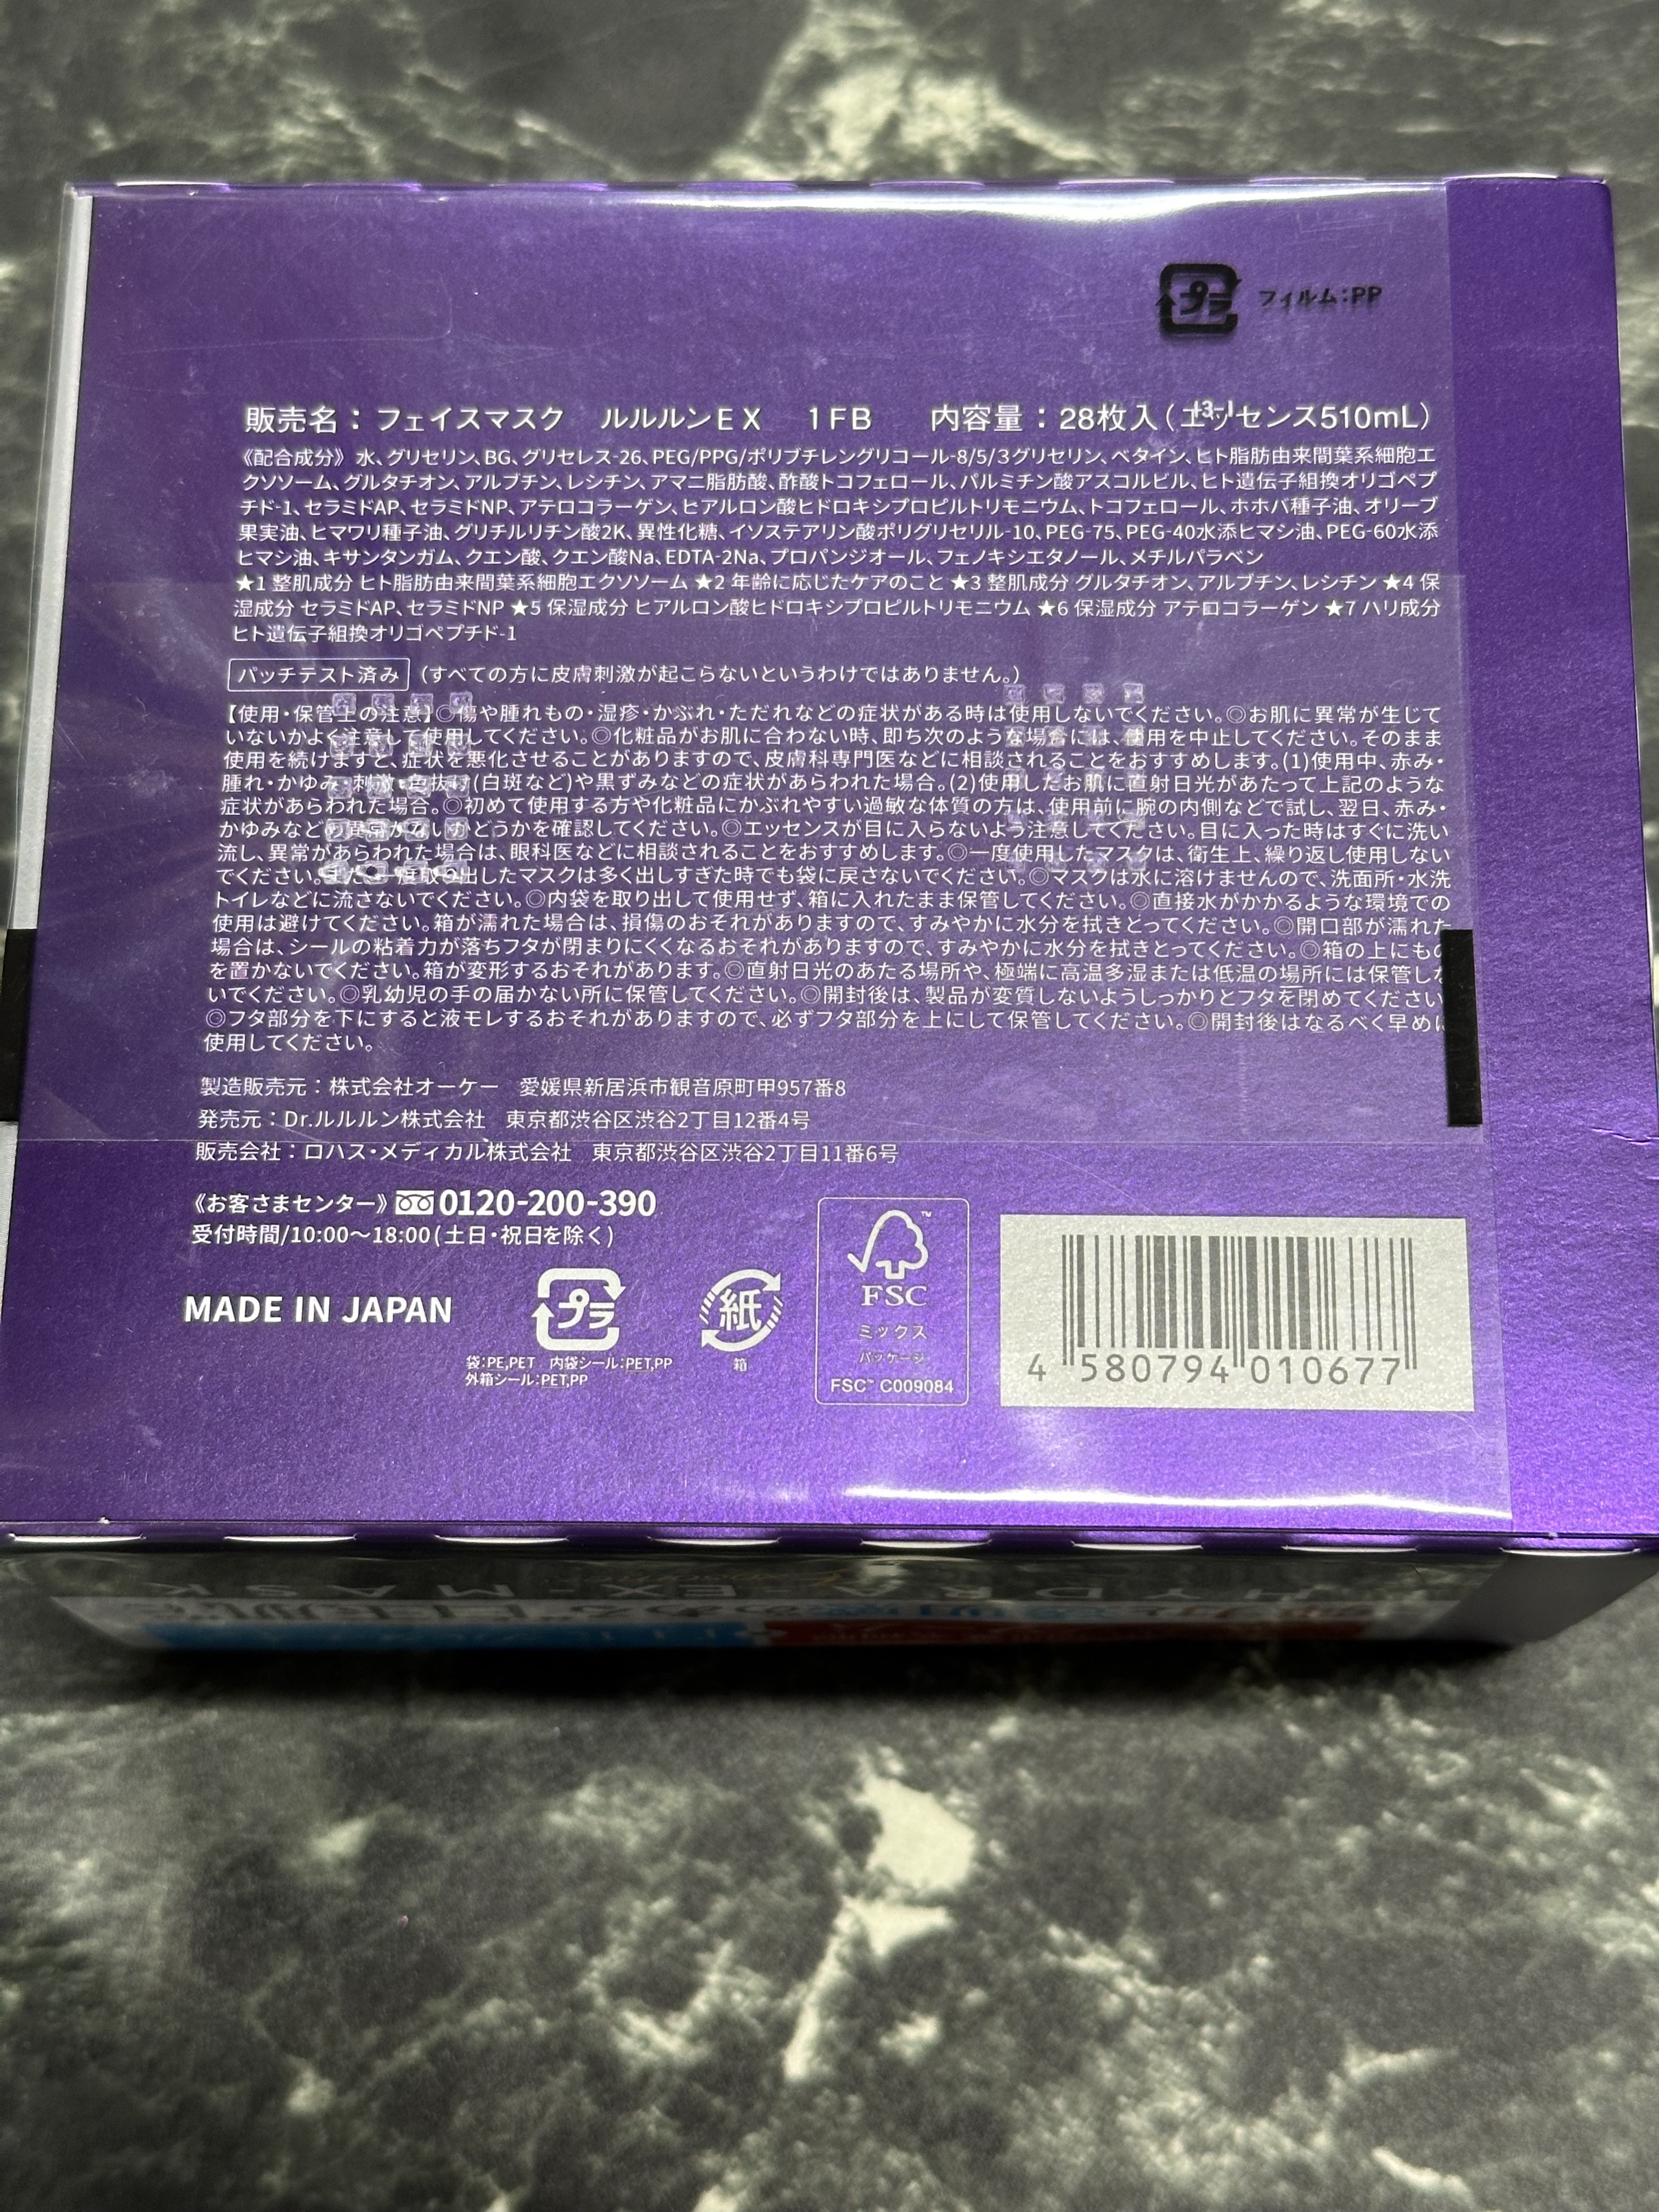 プラ フィルム:PP
販売名：フェイスマスク　ルルルンＥＸ　１ＦＢ　　内容量：28枚入（エッセンス510mL）
《配合成分》水、グリセリン、BG、グリセレス-26、PEG/PPG/ポリブチレングリコール-8/5/3グリセリン、ベタイン、ヒト脂肪由来間葉系細胞エ
クソソーム、グルタチオン、アルブチン、レシチン、アマニ脂肪酸、酢酸トコフェロール、パルミチン酸アスコルビル、ヒト遺伝子組換オリゴペプ
チド-1、セラミドAP、セラミドNP、アテロコラーゲン、ヒアルロン酸ヒドロキシプロピルトリモニウム、トコフェロール、ホホバ種子油、オリーブ
果実油、ヒマワリ種子油、グリチルリチン酸2K、異性化糖、イソステアリン酸ポリグリセリル-10、PEG-75、PEG-40水添ヒマシ油、PEG-60水添
ヒマシ油、キサンタンガム、クエン酸、クエン酸Na、EDTA-2Na、プロパンジオール、フェノキシエタノール、メチルパラベン
★1 整肌成分 ヒト脂肪由来間葉系細胞エクソソーム ★2 年齢に応じたケアのこと ★3 整肌成分 グルタチオン、アルブチン、レシチン ★4 保
湿成分 セラミドAP、セラミドNP ★5 保湿成分 ヒアルロン酸ヒドロキシプロピルトリモニウム ★6 保湿成分 アテロコラーゲン ★7 ハリ成分
ヒト遺伝子組換オリゴペプチド-1
パッチテスト済み（すべての方に皮膚刺激が起こらないというわけではありません。）
【使用・保管上の注意】◎傷や腫れもの・湿疹・かぶれ・ただれなどの症状がある時は使用しないでください。◎お肌に異常が生じて
いないかよく注意して使用してください。◎化粧品がお肌に合わない時、即ち次のような場合には、使用を中止してください。そのまま
使用を続けますと、症状を悪化させることがありますので、皮膚科専門医などに相談されることをおすすめします。(1)使用中、赤み・
腫れ・かゆみ・刺激・色抜け(白斑など)や黒ずみなどの症状があらわれた場合。(2)使用したお肌に直射日光があたって上記のような
症状があらわれた場合。◎初めて使用する方や化粧品にかぶれやすい過敏な体質の方は、使用前に腕の内側などで試し、翌日、赤み・
かゆみなどの異常がないかどうかを確認してください。◎エッセンスが目に入らないよう注意してください。目に入った時はすぐに洗い
流し、異常があらわれた場合は、眼科医などに相談されることをおすすめします。◎一度使用したマスクは、衛生上、繰り返し使用しない
でください。また、一度取り出したマスクは多く出しすぎた時でも袋に戻さないでください。◎マスクは水に溶けませんので、洗面所・水洗
トイレなどに流さないでください。◎内袋を取り出して使用せず、箱に入れたまま保管してください。◎直接水がかかるような環境での
使用は避けてください。箱が濡れた場合は、損傷のおそれがありますので、すみやかに水分を拭きとってください。◎開口部が濡れた
場合は、シールの粘着力が落ちフタが閉まりにくくなるおそれがありますので、すみやかに水分を拭きとってください。◎箱の上にもの
を置かないでください。箱が変形するおそれがあります。◎直射日光のあたる場所や、極端に高温多湿または低温の場所には保管しな
いでください。◎乳幼児の手の届かない所に保管してください。◎開封後は、製品が変質しないようしっかりとフタを閉めてください
◎フタ部分を下にすると液モレするおそれがありますので、必ずフタ部分を上にして保管してください。◎開封後はなるべく早めに
使用してください。
製造販売元：株式会社オーケー　愛媛県新居浜市観音原町甲957番8
発売元：Dr.ルルルン株式会社　東京都渋谷区渋谷2丁目12番4号
販売会社：ロハス・メディカル株式会社　東京都渋谷区渋谷2丁目11番6号
《お客さまセンター》0120-200-390
受付時間/10:00〜18:00(土日・祝日を除く)
MADE IN JAPAN
プラ
袋:PE,PET　内袋シール:PET,PP
外箱シール:PET,PP
紙
箱
FSC™
ミックス
パッケージ
FSC™ C009084
4 580794 010677
HYDRA-EX-MASK